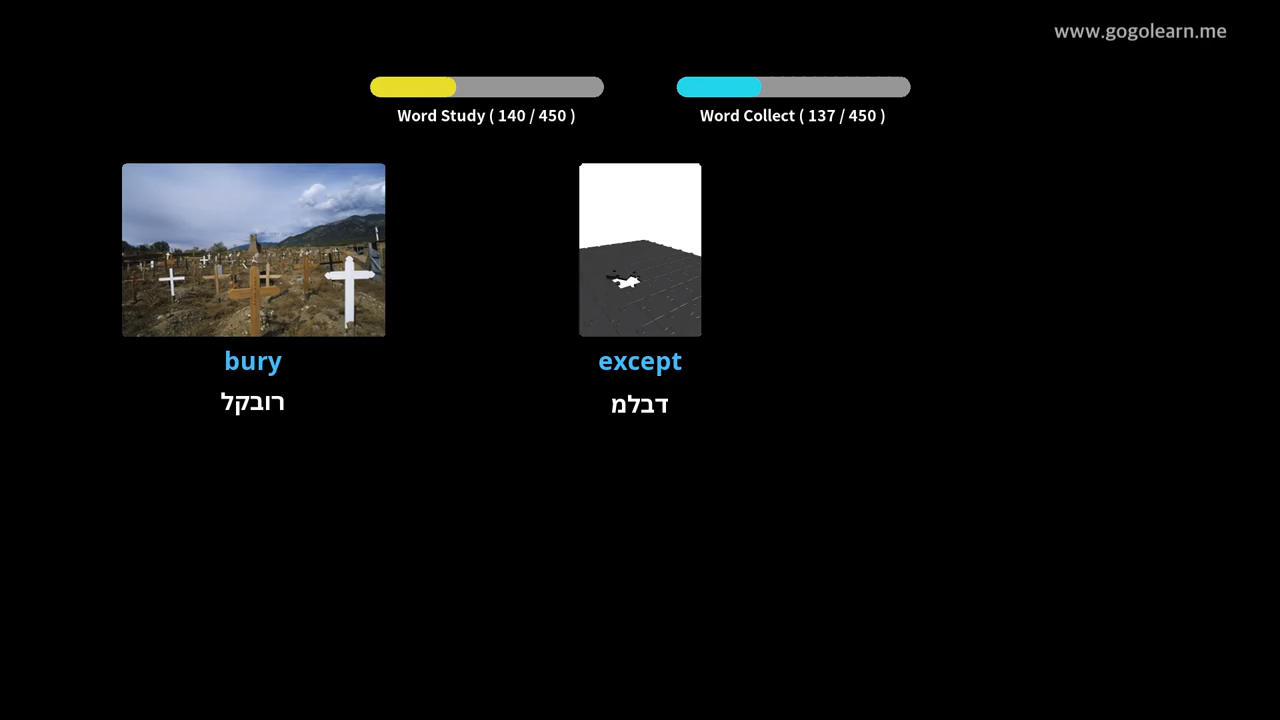 www.gogolearn.me
Word Study ( 140 / 450 )
Word Collect ( 137 / 450 )
bury
רובקל
except
דבלמ